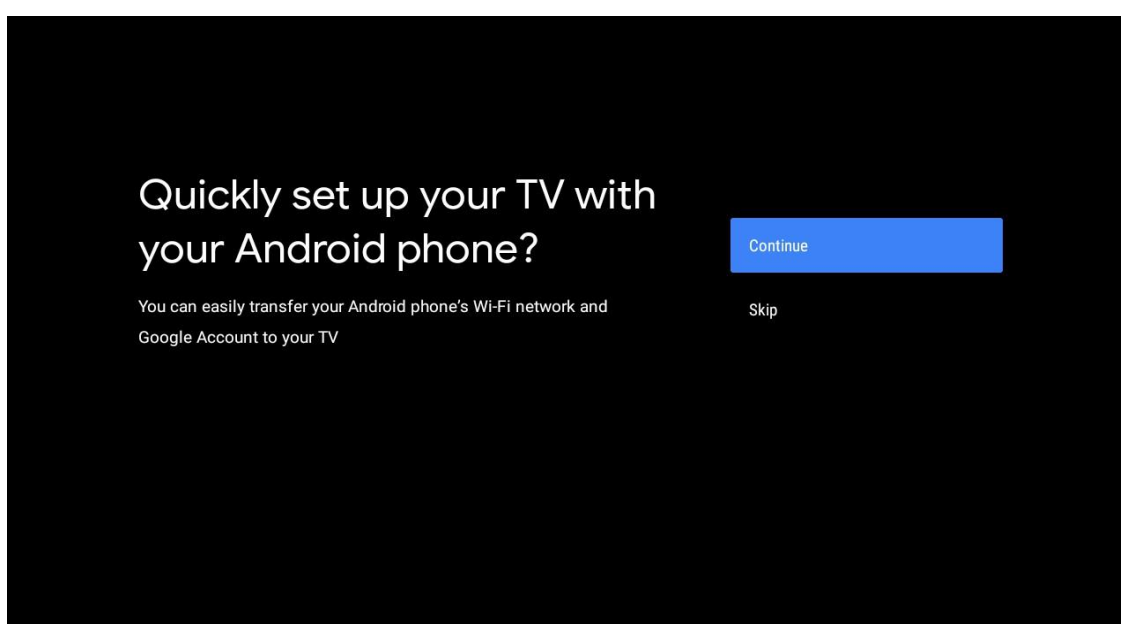 Quickly set up your TV with
your Android phone?
You can easily transfer your Android phone's Wi-Fi network and
Google Account to your TV
Continue
Skip